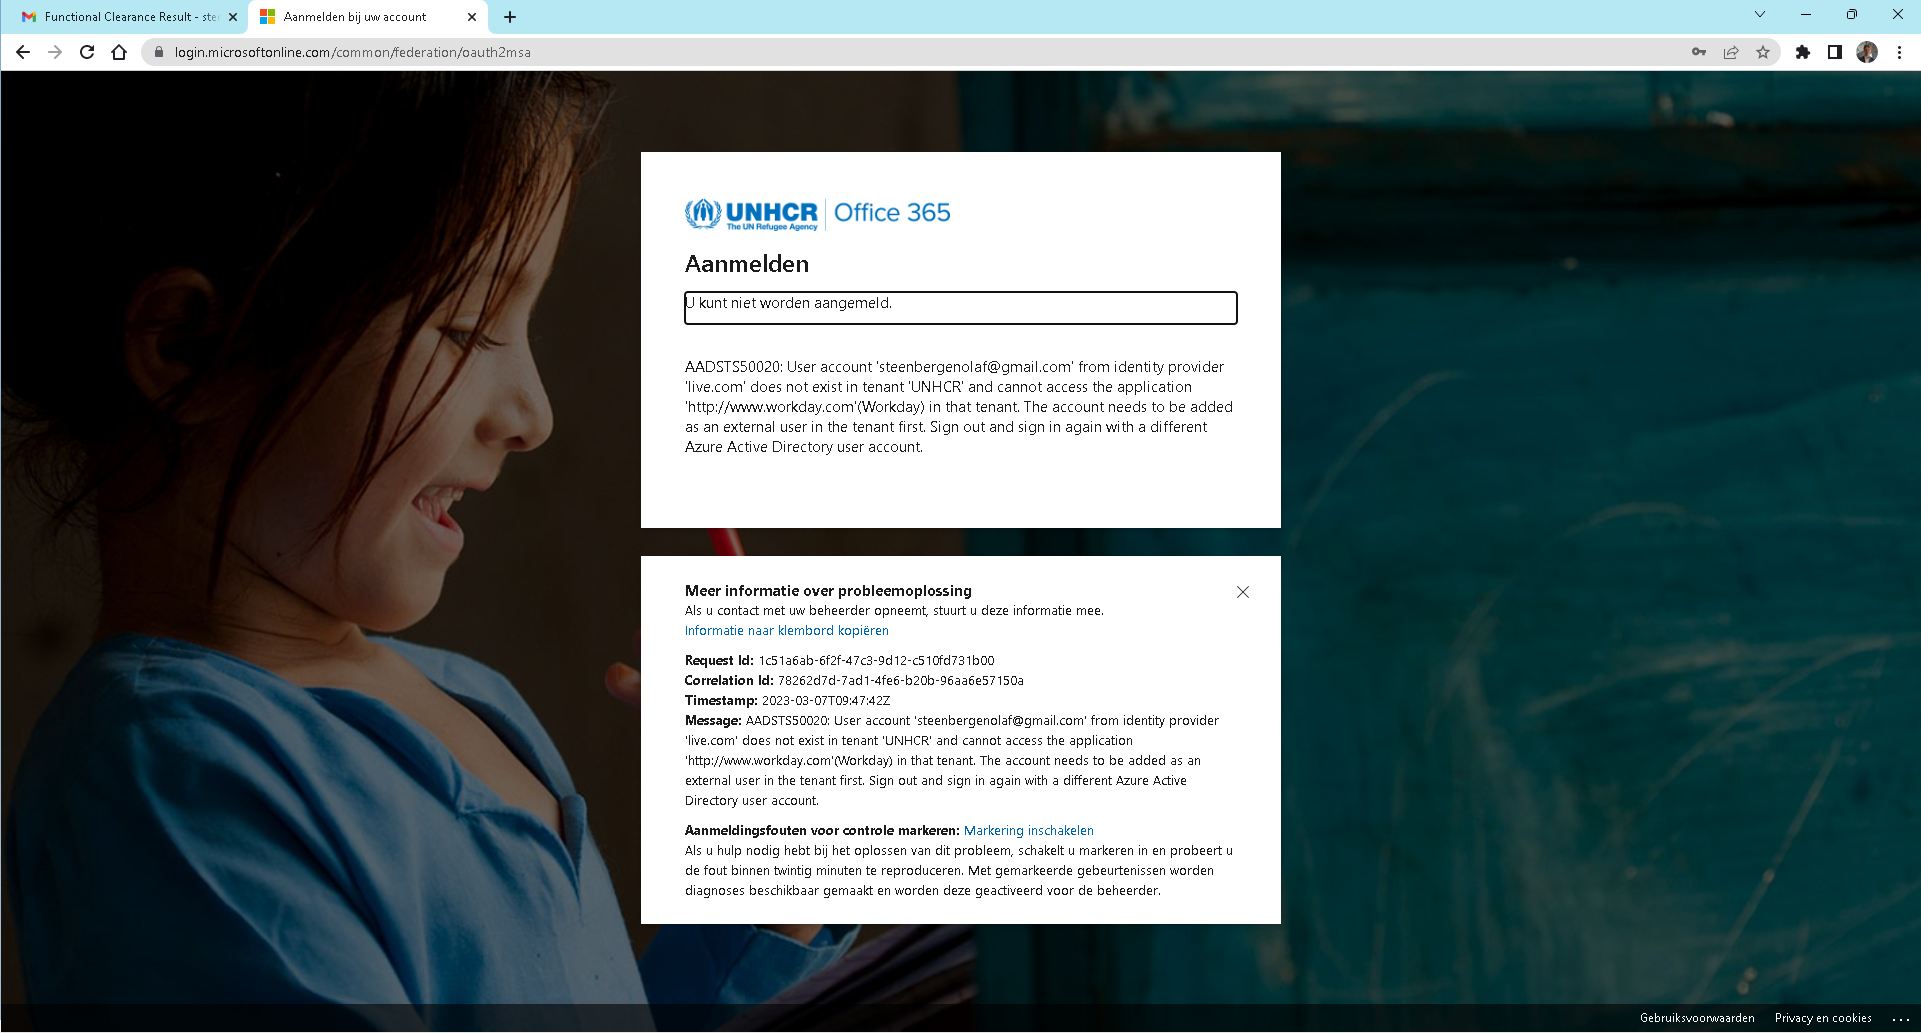 Functional Clearance Result - ste
Aanmelden bij uw account
login.microsoftonline.com/common/federation/oauth2msa
UNHCR
The UN Refugee Agency
Office 365
Aanmelden
U kunt niet worden aangemeld.
AADSTS50020: User account 'steenbergenolaf@gmail.com' from identity provider
'live.com' does not exist in tenant 'UNHCR' and cannot access the application
'http://www.workday.com'(Workday) in that tenant. The account needs to be added
as an external user in the tenant first. Sign out and sign in again with a different
Azure Active Directory user account.
Meer informatie over probleemoplossing
Als u contact met uw beheerder opneemt, stuurt u deze informatie mee.
Informatie naar klembord kopiëren
Request Id: 1c51a6ab-6f2f-47c3-9d12-c510fd731b00
Correlation Id: 78262d7d-7ad1-4fe6-b20b-96aa6e57150a
Timestamp: 2023-03-07T09:47:42Z
Message: AADSTS50020: User account 'steenbergenolaf@gmail.com' from identity provider
'live.com' does not exist in tenant 'UNHCR' and cannot access the application
'http://www.workday.com'(Workday) in that tenant. The account needs to be added as an
external user in the tenant first. Sign out and sign in again with a different Azure Active
Directory user account.
Aanmeldingsfouten voor controle markeren: Markering inschakelen
Als u hulp nodig hebt bij het oplossen van dit probleem, schakelt u markeren in en probeert u
de fout binnen twintig minuten te reproduceren. Met gemarkeerde gebeurtenissen worden
diagnoses beschikbaar gemaakt en worden deze geactiveerd voor de beheerder.
Gebruiksvoorwaarden
Privacy en cookies
...